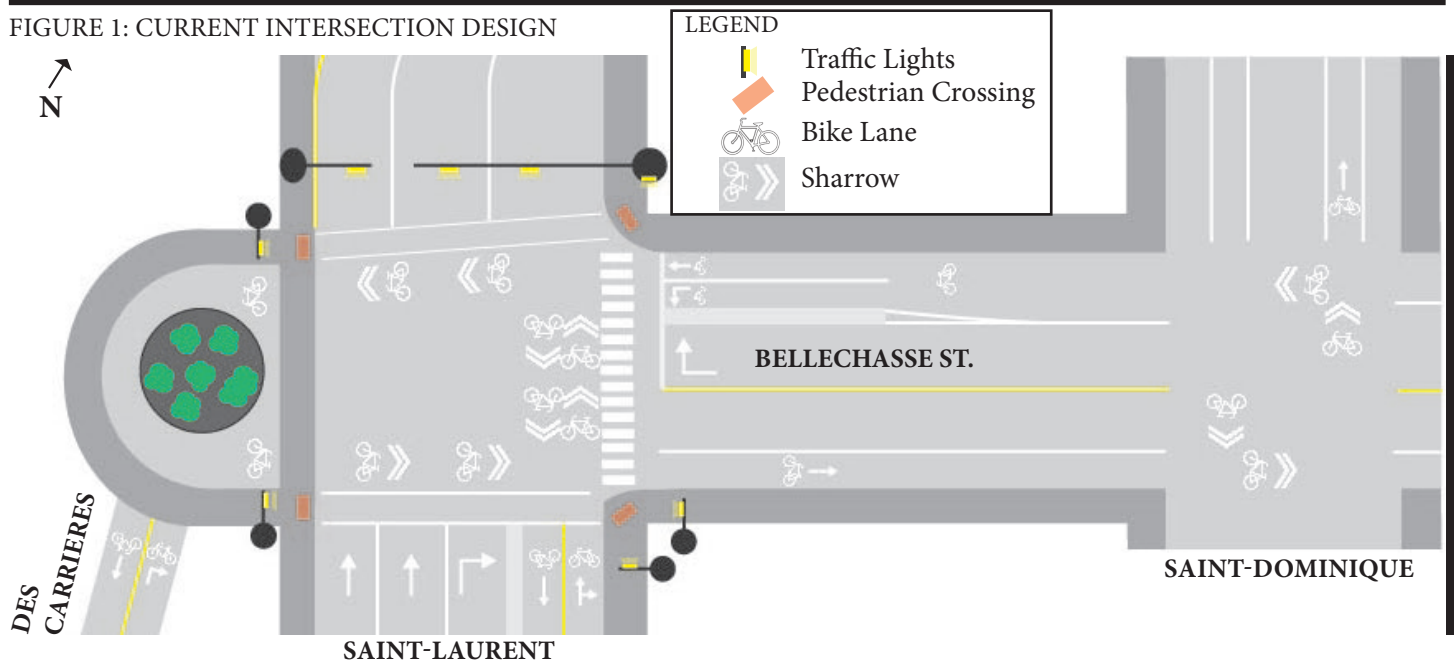 FIGURE 1: CURRENT INTERSECTION DESIGN
N
LEGEND
Traffic Lights
Pedestrian Crossing
Bike Lane
Sharrow
BELLECHASSE ST.
DES
CARRIERES
SAINT-LAURENT
SAINT-DOMINIQUE